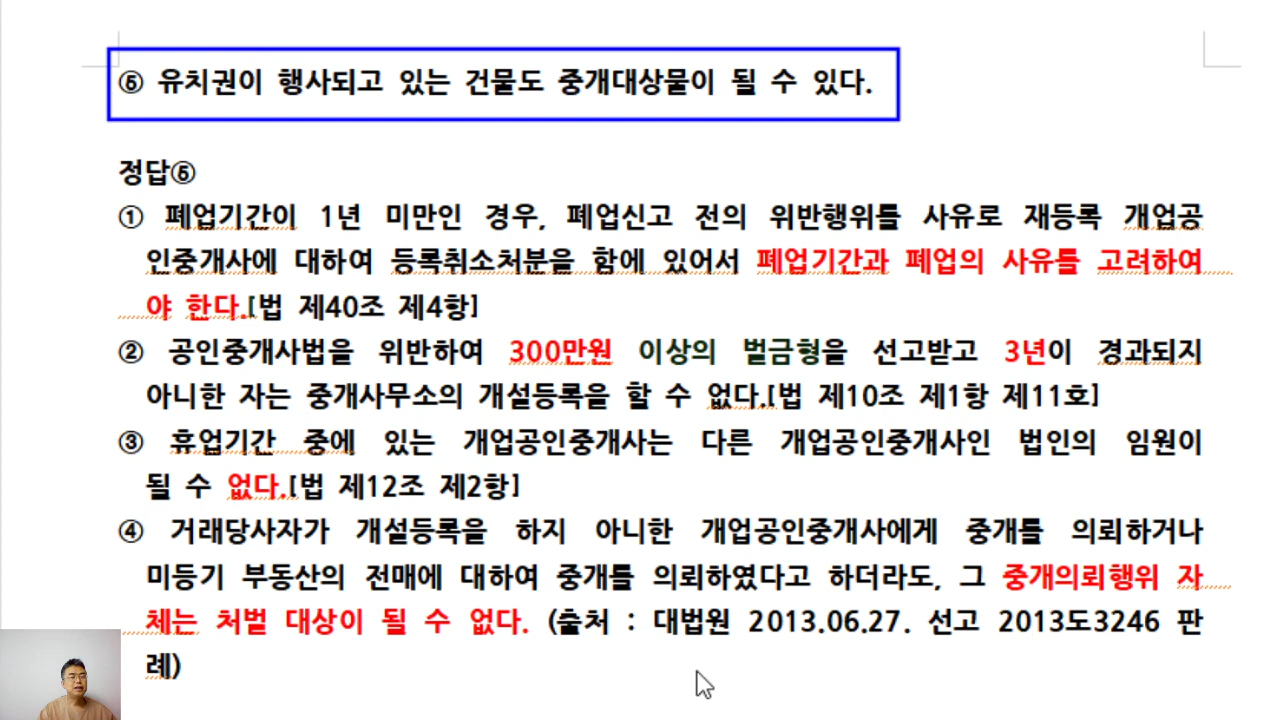 ⑤ 유치권이 행사되고 있는 건물도 중개대상물이 될 수 있다.
정답⑤
① 폐업기간이 1년 미만인 경우, 폐업신고 전의 위반행위를 사유로 재등록 개업공
인중개사에 대하여 등록취소처분을 함에 있어서 폐업기간과 폐업의 사유를 고려하여
야 한다.[법 제40조 제4항]
② 공인중개사법을 위반하여 300만원 이상의 벌금형을 선고받고 3년이 경과되지
아니한 자는 중개사무소의 개설등록을 할 수 없다.[법 제10조 제1항 제11호]
③ 휴업기간 중에 있는 개업공인중개사는 다른 개업공인중개사인 법인의 임원이
될 수 없다.[법 제12조 제2항]
④ 거래당사자가 개설등록을 하지 아니한 개업공인중개사에게 중개를 의뢰하거나
미등기 부동산의 전매에 대하여 중개를 의뢰하였다고 하더라도, 그 중개의뢰행위 자
체는 처벌 대상이 될 수 없다. (출처 : 대법원 2013.06.27. 선고 2013도3246 판
례)